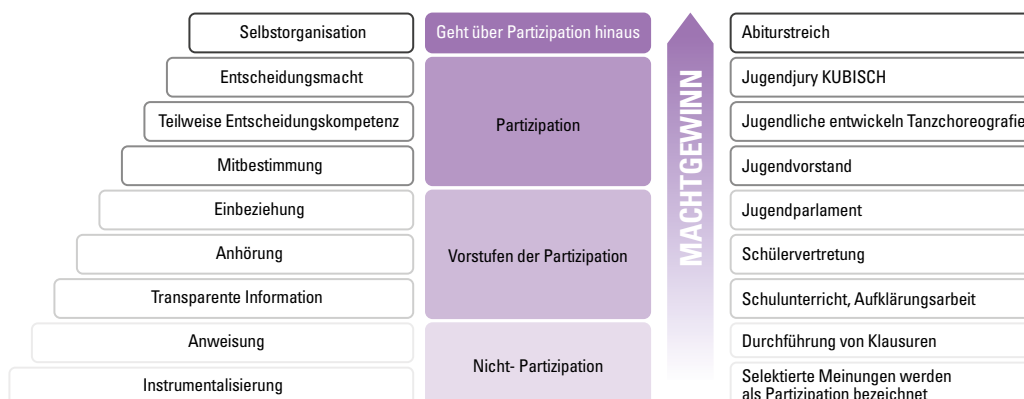 Selbstorganisation
Geht über Partizipation hinaus
Abiturstreich
Entscheidungsmacht
Jugendjury KUBISCH
Teilweise Entscheidungskompetenz
Partizipation
Jugendliche entwickeln Tanzchoreografie
Mitbestimmung
Jugendvorstand
MACHTGEWINN
Einbeziehung
Jugendparlament
Anhörung
Vorstufen der Partizipation
Schülervertretung
Transparente Information
Schulunterricht, Aufklärungsarbeit
Anweisung
Durchführung von Klausuren
Nicht- Partizipation
Instrumentalisierung
Selektierte Meinungen werden
als Partizipation bezeichnet